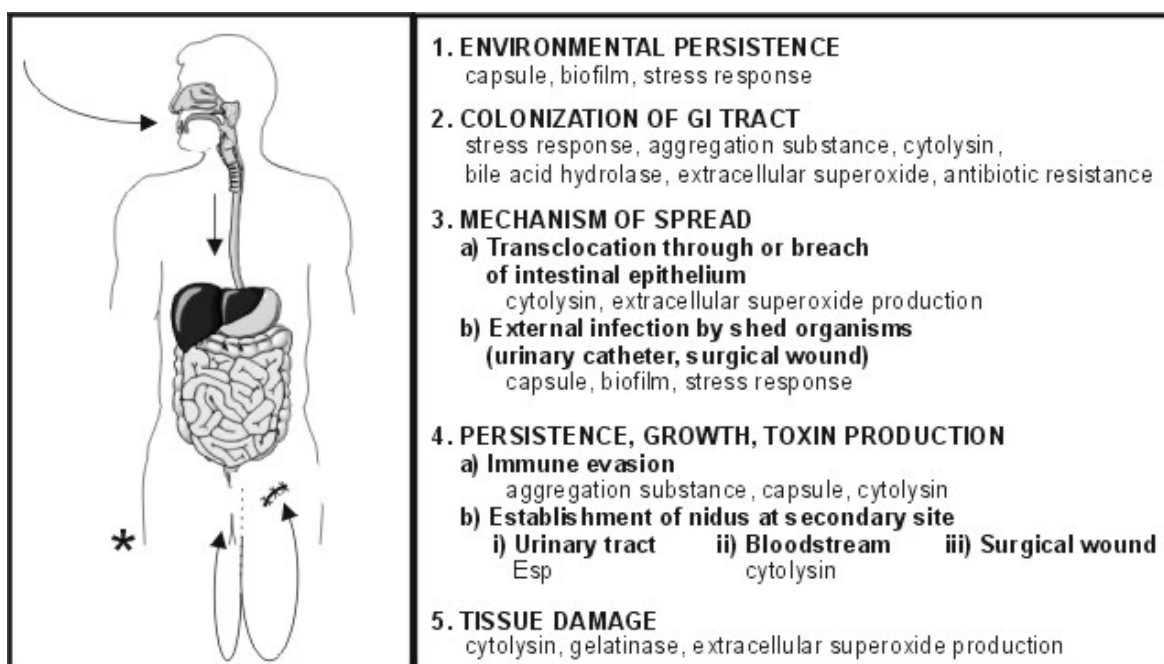 1. ENVIRONMENTAL PERSISTENCE
capsule, biofilm, stress response
2. COLONIZATION OF GI TRACT
stress response, aggregation substance, cytolysin,
bile acid hydrolase, extracellular superoxide, antibiotic resistance
3. MECHANISM OF SPREAD
a) Transclocation through or breach
of intestinal epithelium
cytolysin, extracellular superoxide production
b) External infection by shed organisms
(urinary catheter, surgical wound)
capsule, biofilm, stress response
4. PERSISTENCE, GROWTH, TOXIN PRODUCTION
a) Immune evasion
aggregation substance, capsule, cytolysin
b) Establishment of nidus at secondary site
i) Urinary tract ii) Bloodstream iii) Surgical wound
Esp cytolysin
5. TISSUE DAMAGE
cytolysin, gelatinase, extracellular superoxide production
*